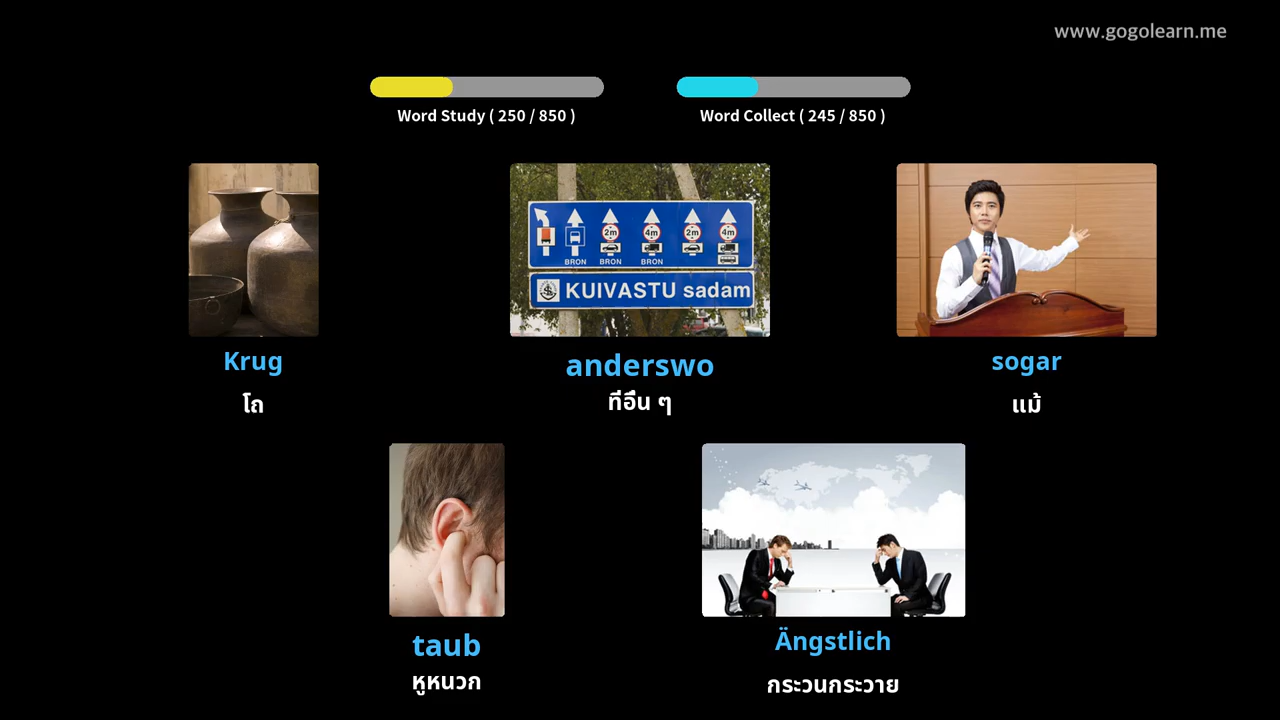 www.gogolearn.me
Word Study ( 250 / 850 )
Word Collect ( 245 / 850 )
BRON
BRON
BRON
2m
4m
2m
4m
KUIVASTU sadam
Krug
anderswo
sogar
โถ
ที่อื่น ๆ
แม้
taub
Ängstlich
หูหนวก
กระวนกระวาย